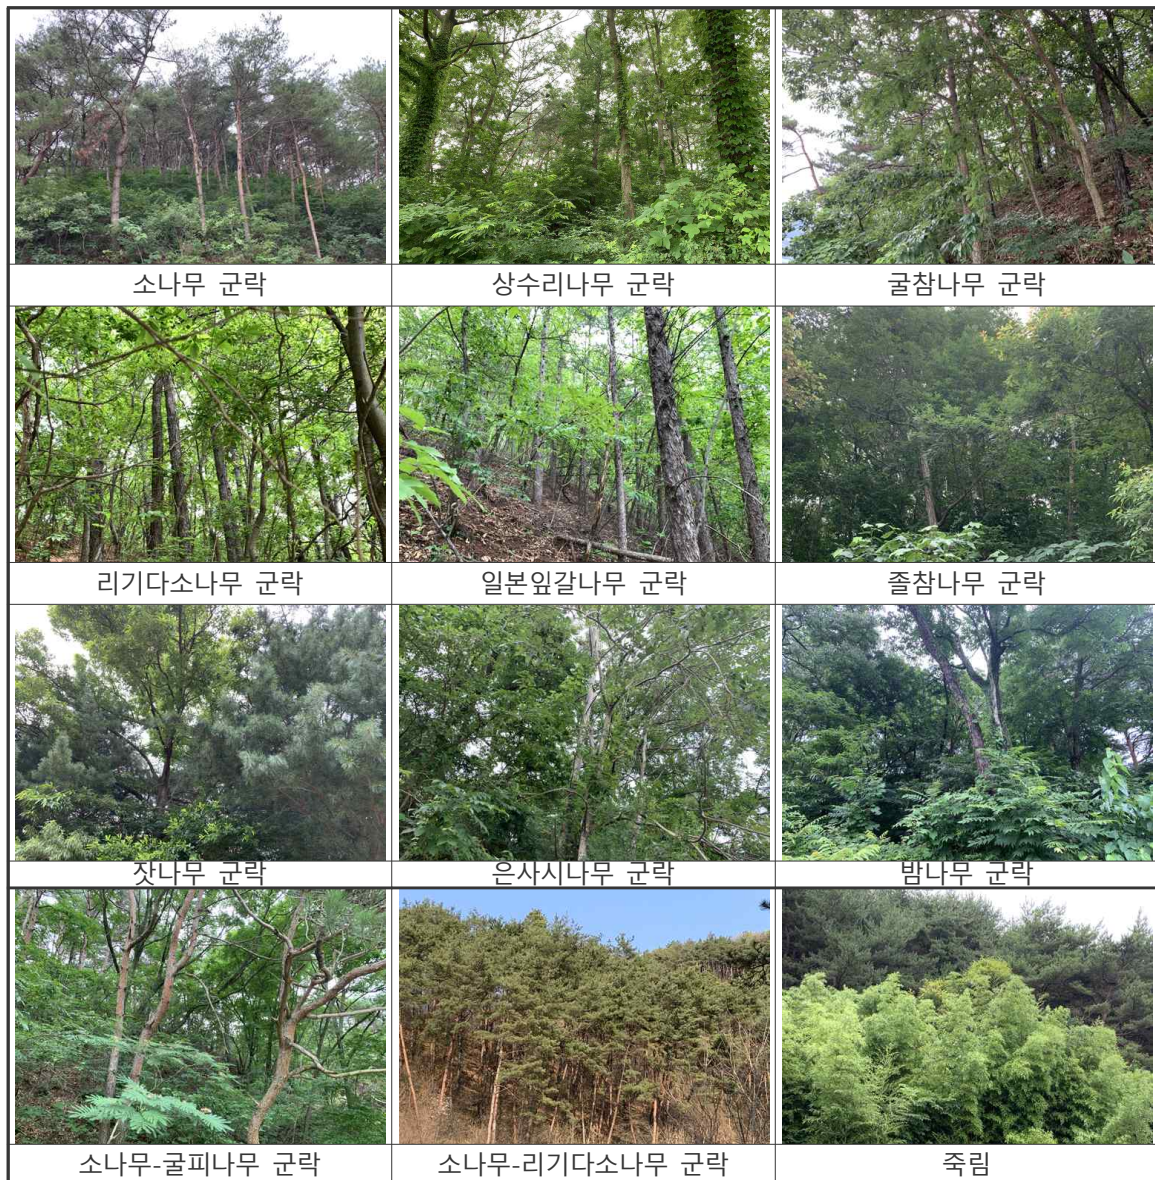 소나무 군락
상수리나무 군락
굴참나무 군락
리기다소나무 군락
일본잎갈나무 군락
졸참나무 군락
잣나무 군락
은사시나무 군락
밤나무 군락
소나무-굴피나무 군락
소나무-리기다소나무 군락
죽림